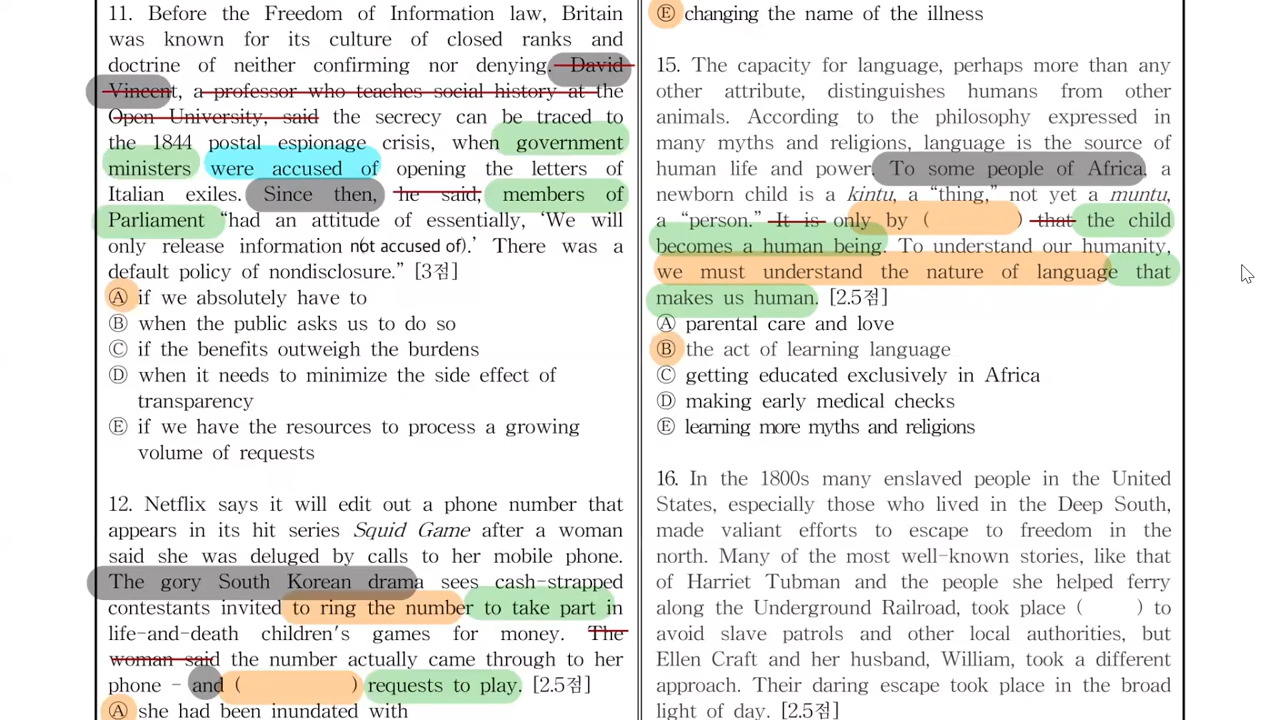 11. Before the Freedom of Information law, Britain
was known for its culture of closed ranks and
doctrine of neither confirming nor denying. David
Vincent, a professor who teaches social history at the
Open University, said the secrecy can be traced to
the 1844 postal espionage crisis, when government
ministers were accused of opening the letters of
Italian exiles. Since then, he said, members of
Parliament “had an attitude of essentially, ‘We will
only release information not accused of).’ There was a
default policy of nondisclosure.” [3점]
Ⓐ if we absolutely have to
Ⓑ when the public asks us to do so
Ⓒ if the benefits outweigh the burdens
Ⓓ when it needs to minimize the side effect of
transparency
Ⓔ if we have the resources to process a growing
volume of requests
12. Netflix says it will edit out a phone number that
appears in its hit series Squid Game after a woman
said she was deluged by calls to her mobile phone.
The gory South Korean drama sees cash-strapped
contestants invited to ring the number to take part in
life-and-death children's games for money. The
woman said the number actually came through to her
phone - and ( ) requests to play. [2.5점]
Ⓐ she had been inundated with
Ⓔ changing the name of the illness
15. The capacity for language, perhaps more than any
other attribute, distinguishes humans from other
animals. According to the philosophy expressed in
many myths and religions, language is the source of
human life and power. To some people of Africa, a
newborn child is a kintu, a “thing,” not yet a muntu,
a “person.” It is only by ( ) that the child
becomes a human being. To understand our humanity,
we must understand the nature of language that
makes us human. [2.5점]
Ⓐ parental care and love
Ⓑ the act of learning language
Ⓒ getting educated exclusively in Africa
Ⓓ making early medical checks
Ⓔ learning more myths and religions
16. In the 1800s many enslaved people in the United
States, especially those who lived in the Deep South,
made valiant efforts to escape to freedom in the
north. Many of the most well-known stories, like that
of Harriet Tubman and the people she helped ferry
along the Underground Railroad, took place ( ) to
avoid slave patrols and other local authorities, but
Ellen Craft and her husband, William, took a different
approach. Their daring escape took place in the broad
light of day. [2.5점]